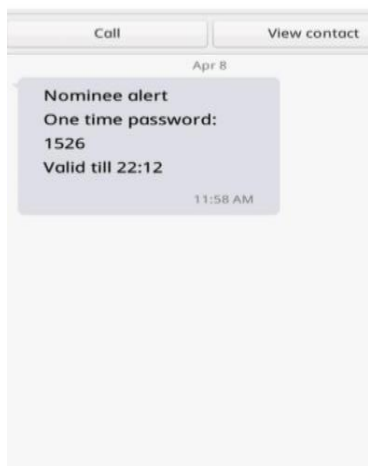 Call
View contact
Apr 8
Nominee alert
One time password:
1526
Valid till 22:12
11:58 AM